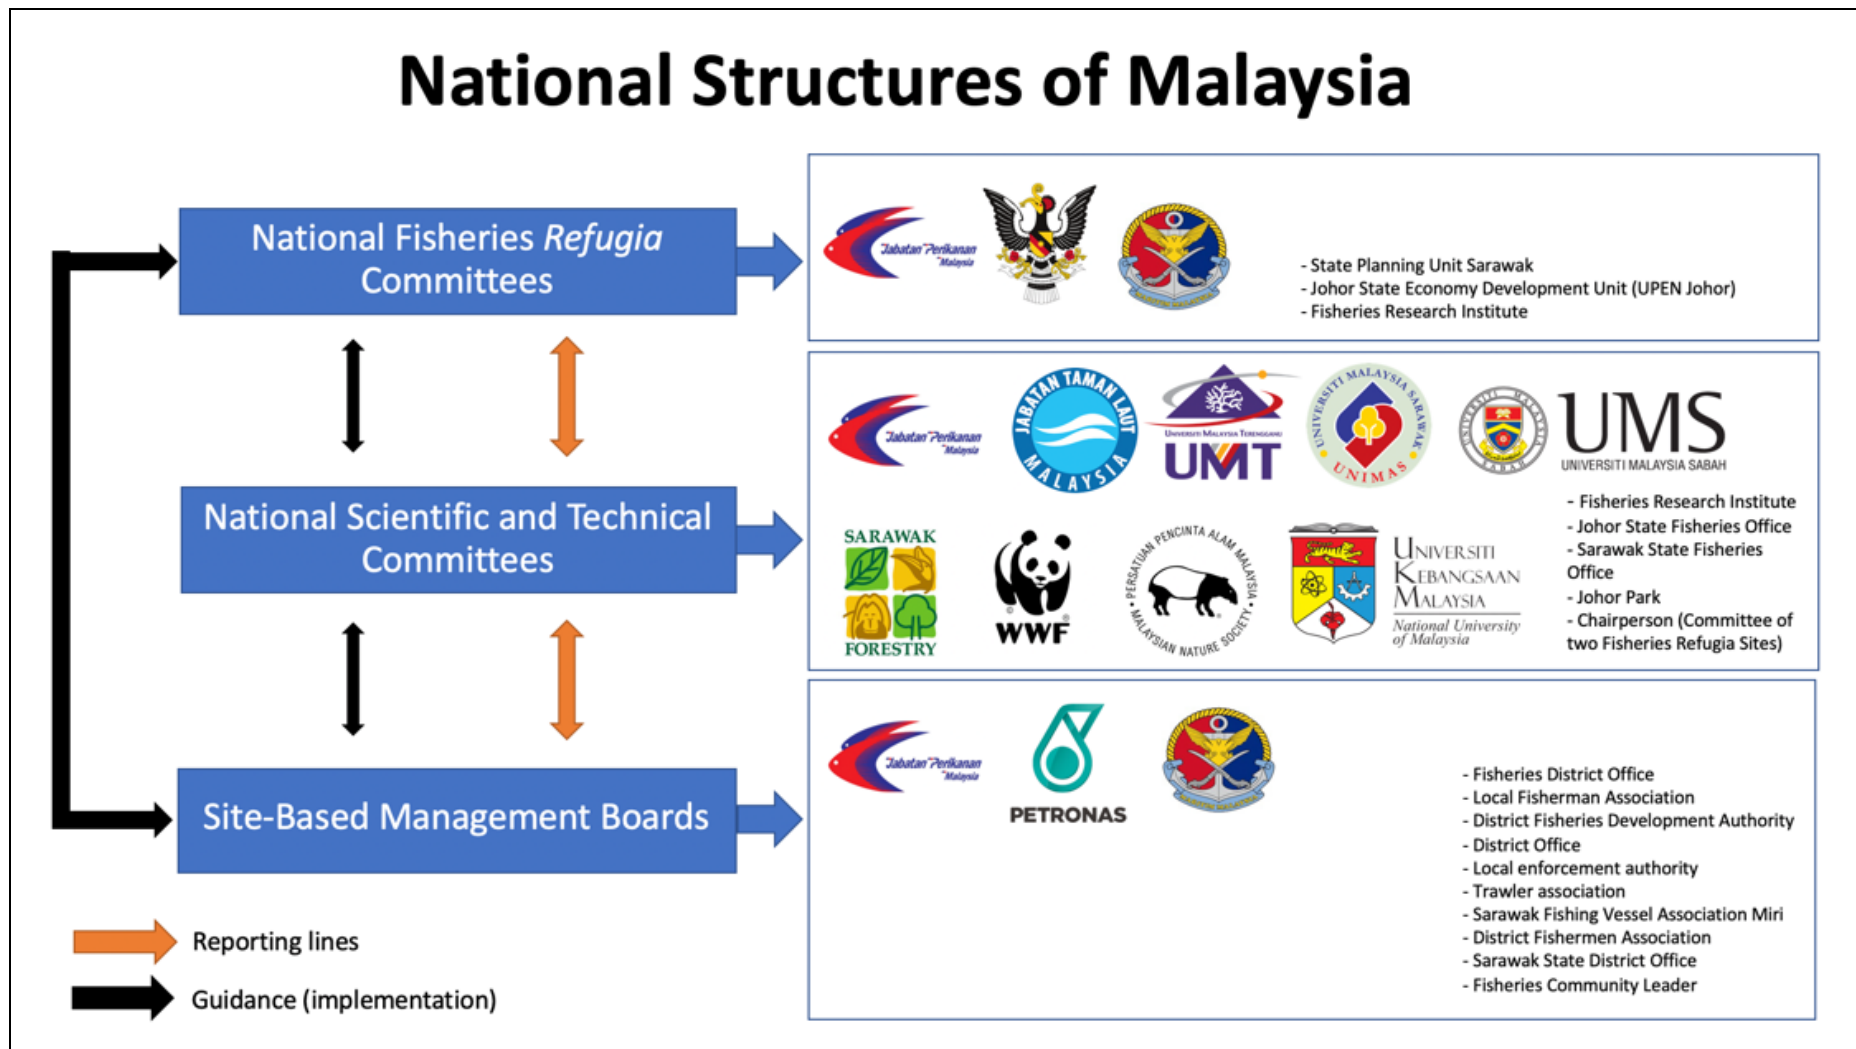 National Structures of Malaysia
National Fisheries Refugia
Committees
Jabatan Perikanan
Malaysia
- State Planning Unit Sarawak
- Johor State Economy Development Unit (UPEN Johor)
- Fisheries Research Institute
National Scientific and Technical
Committees
Jabatan Perikanan
Malaysia
JABATAN TAMAN LAUT
MALAYSIA
UNIVERSITI MALAYSIA TERENGGANU
UMT
UNIVERSITI MALAYSIA SARAWAK
UNIMAS
UNIVERSITI MALAYSIA
SABAH
UMS
UNIVERSITI MALAYSIA SABAH
SARAWAK
FORESTRY
WWF
PERSATUAN PENCINTA ALAM MALAYSIA
MALAYSIAN NATURE SOCIETY
UNIVERSITI
KEBANGSAAN
MALAYSIA
National University
of Malaysia
- Fisheries Research Institute
- Johor State Fisheries Office
- Sarawak State Fisheries
Office
- Johor Park
- Chairperson (Committee of
two Fisheries Refugia Sites)
Site-Based Management Boards
Jabatan Perikanan
Malaysia
PETRONAS
- Fisheries District Office
- Local Fisherman Association
- District Fisheries Development Authority
- District Office
- Local enforcement authority
- Trawler association
- Sarawak Fishing Vessel Association Miri
- District Fishermen Association
- Sarawak State District Office
- Fisheries Community Leader
Reporting lines
Guidance (implementation)